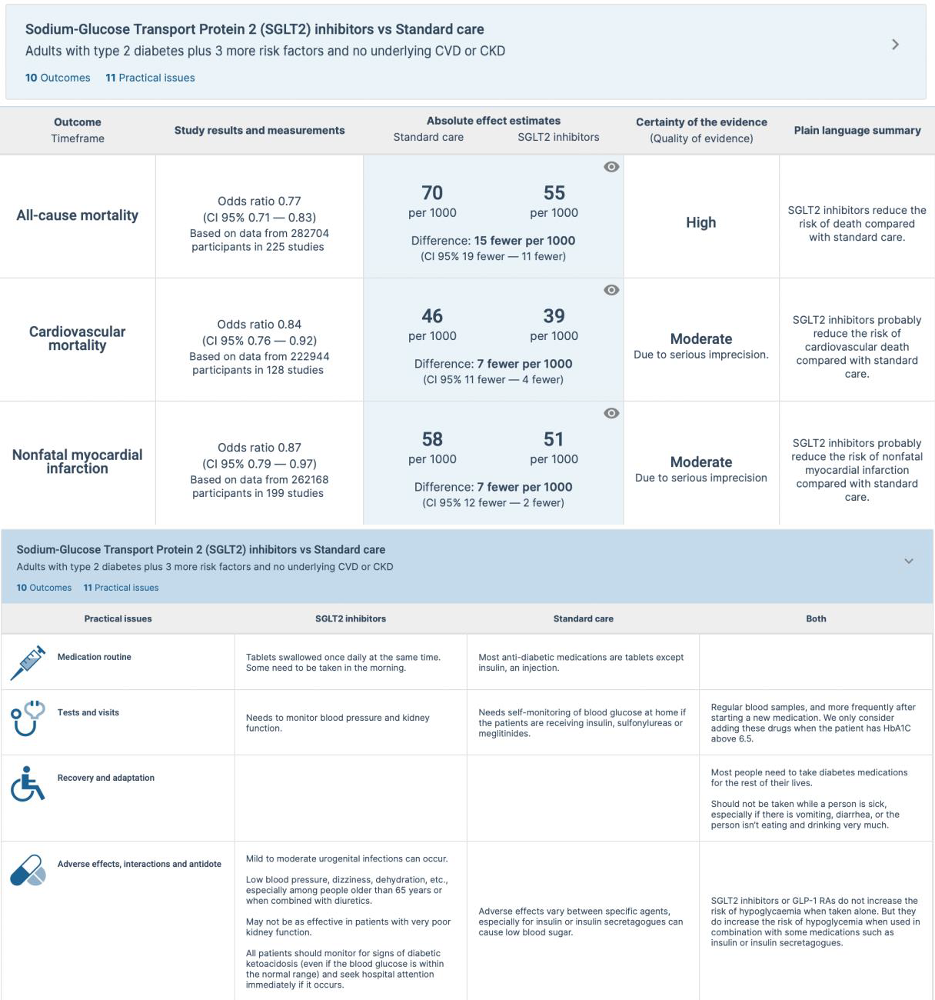 Sodium-Glucose Transport Protein 2 (SGLT2) inhibitors vs Standard care
Adults with type 2 diabetes plus 3 more risk factors and no underlying CVD or CKD
10 Outcomes 11 Practical issues
Outcome
Timeframe
Study results and measurements
Absolute effect estimates
Standard care SGLT2 inhibitors
Certainty of the evidence
(Quality of evidence)
Plain language summary
All-cause mortality
Odds ratio 0.77
(CI 95% 0.71 — 0.83)
Based on data from 282704
participants in 225 studies
70 55
per 1000 per 1000
Difference: 15 fewer per 1000
(CI 95% 19 fewer — 11 fewer)
High
SGLT2 inhibitors reduce the
risk of death compared
with standard care.
Cardiovascular
mortality
Odds ratio 0.84
(CI 95% 0.76 — 0.92)
Based on data from 222944
participants in 128 studies
46 39
per 1000 per 1000
Difference: 7 fewer per 1000
(CI 95% 11 fewer — 4 fewer)
Moderate
Due to serious imprecision.
SGLT2 inhibitors probably
reduce the risk of
cardiovascular death
compared with standard
care.
Nonfatal myocardial
infarction
Odds ratio 0.87
(CI 95% 0.79 — 0.97)
Based on data from 262168
participants in 199 studies
58 51
per 1000 per 1000
Difference: 7 fewer per 1000
(CI 95% 12 fewer — 2 fewer)
Moderate
Due to serious imprecision
SGLT2 inhibitors probably
reduce the risk of nonfatal
myocardial infarction
compared with standard
care.
Sodium-Glucose Transport Protein 2 (SGLT2) inhibitors vs Standard care
Adults with type 2 diabetes plus 3 more risk factors and no underlying CVD or CKD
10 Outcomes 11 Practical issues
Practical issues SGLT2 inhibitors Standard care Both
Medication routine
Tablets swallowed once daily at the same time.
Some need to be taken in the morning.
Most anti-diabetic medications are tablets except
insulin, an injection.
Tests and visits
Needs to monitor blood pressure and kidney
function.
Needs self-monitoring of blood glucose at home if
the patients are receiving insulin, sulfonylureas or
meglitinides.
Regular blood samples, and more frequently after
starting a new medication. We only consider
adding these drugs when the patient has HbA1C
above 6.5.
Recovery and adaptation
Most people need to take diabetes medications
for the rest of their lives.
Should not be taken while a person is sick,
especially if there is vomiting, diarrhea, or the
person isn't eating and drinking very much.
Adverse effects, interactions and antidote
Mild to moderate urogenital infections can occur.
Low blood pressure, dizziness, dehydration, etc.,
especially among people older than 65 years or
when combined with diuretics.
May not be as effective in patients with very poor
kidney function.
All patients should monitor for signs of diabetic
ketoacidosis (even if the blood glucose is within
the normal range) and seek hospital attention
immediately if it occurs.
Adverse effects vary between specific agents,
especially for insulin or insulin secretagogues can
cause low blood sugar.
SGLT2 inhibitors or GLP-1 RAs do not increase the
risk of hypoglycaemia when taken alone. But they
do increase the risk of hypoglycemia when used in
combination with some medications such as
insulin or insulin secretagogues.